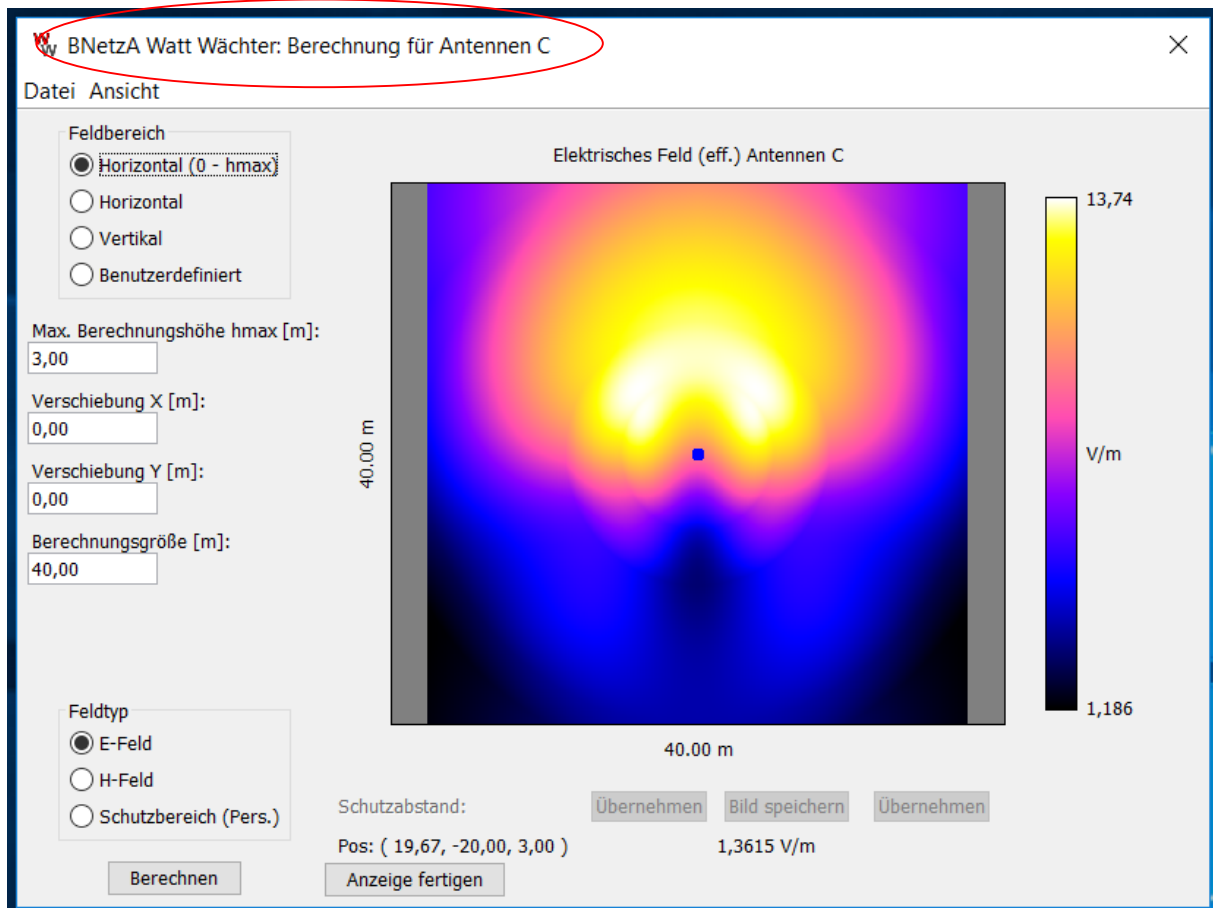 BNetzA Watt Wächter: Berechnung für Antennen C
Datei Ansicht
Feldbereich
Horizontal (0 - hmax)
Horizontal
Vertikal
Benutzerdefiniert
Max. Berechnungshöhe hmax [m]:
3,00
Verschiebung X [m]:
0,00
Verschiebung Y [m]:
0,00
Berechnungsgröße [m]:
40,00
Feldtyp
E-Feld
H-Feld
Schutzbereich (Pers.)
Berechnen
Elektrisches Feld (eff.) Antennen C
40.00 m
40.00 m
13,74
V/m
1,186
Schutzabstand:
Übernehmen
Bild speichern
Übernehmen
Pos: ( 19,67, -20,00, 3,00 )
1,3615 V/m
Anzeige fertigen